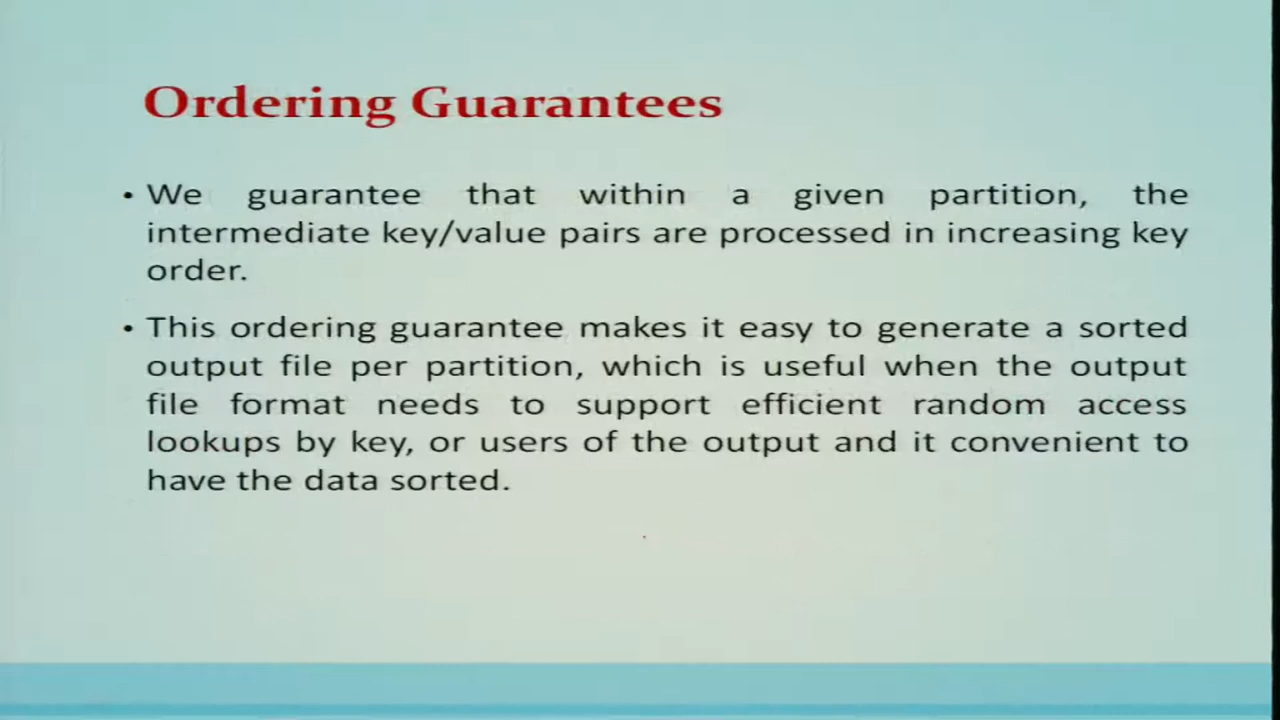 Ordering Guarantees
• We guarantee that within a given partition, the
intermediate key/value pairs are processed in increasing key
order.
• This ordering guarantee makes it easy to generate a sorted
output file per partition, which is useful when the output
file format needs to support efficient random access
lookups by key, or users of the output and it convenient to
have the data sorted.